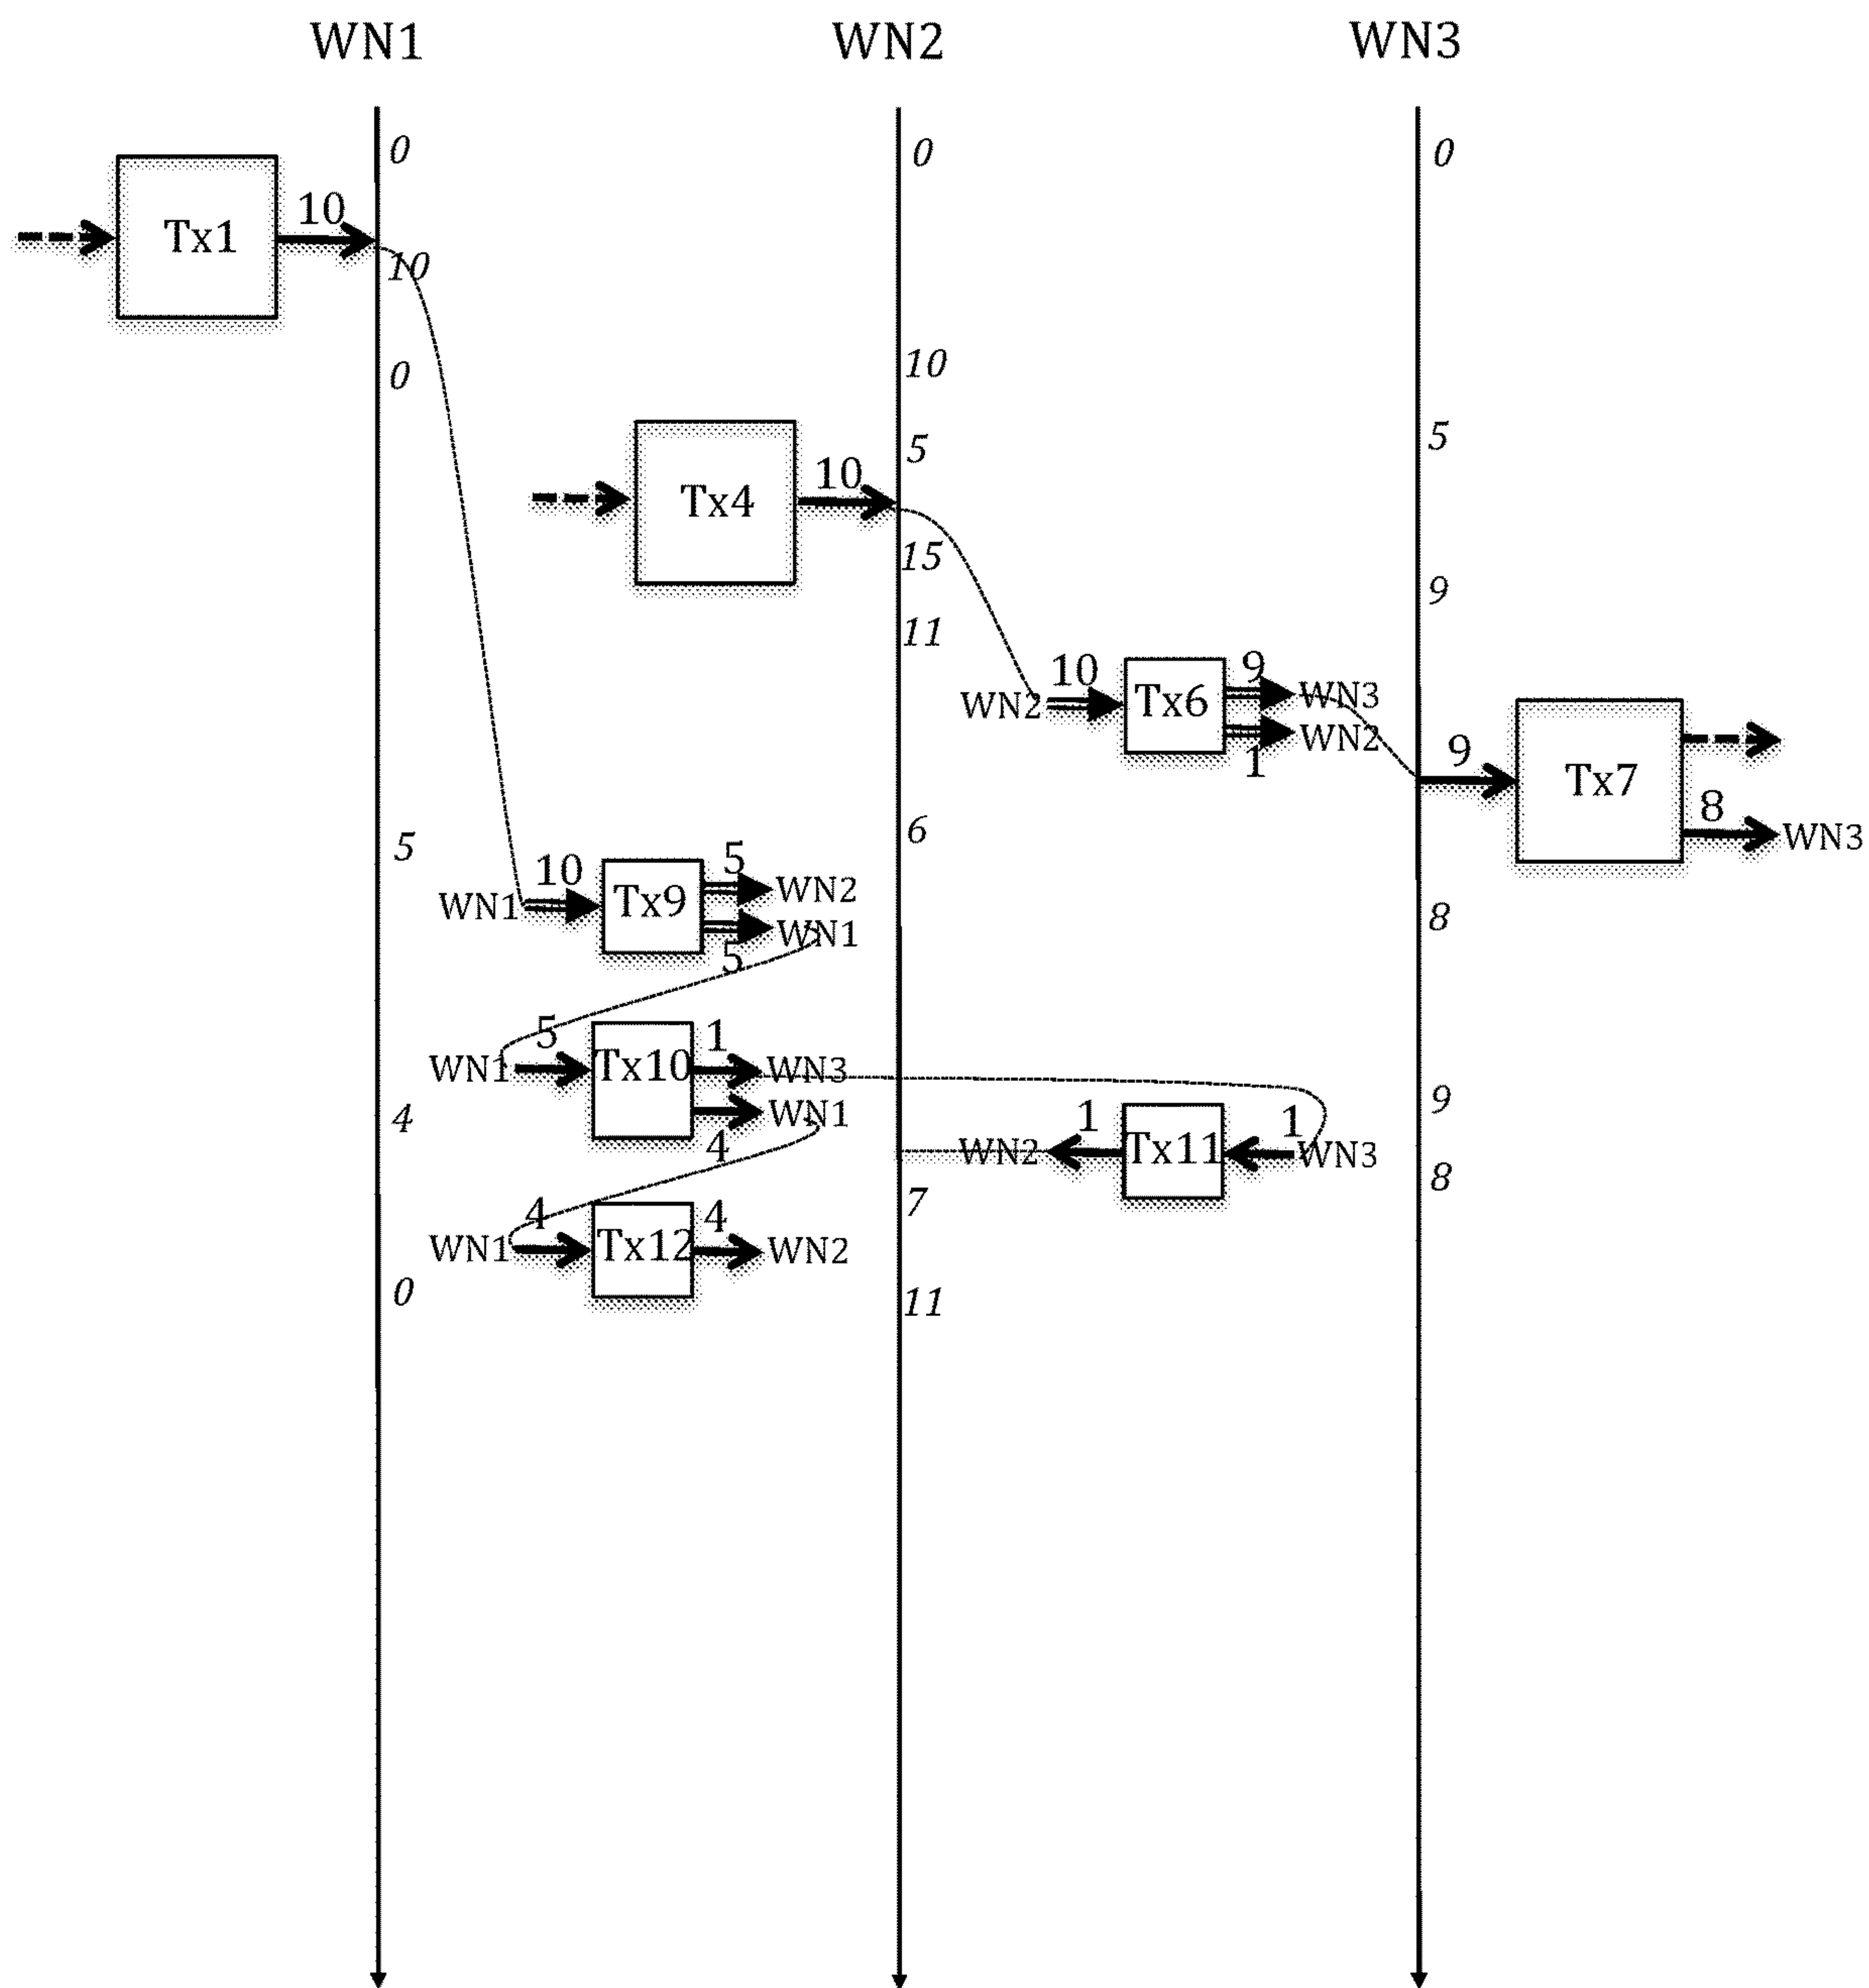 WN1 WN2 WN3
0 0 0
Tx1 10
10
0 10
5 5
Tx4 10
15
9
11
10 Tx6 9 WN3
WN2 WN2
1
9 Tx7
8 WN3
5 6
10 Tx9 5 WN2
WN1 WN1
5
8
5 Tx10 1 WN3
WN1
4 WN1 9
4
WN2 1 Tx11 1 WN3
8
7
4 Tx12 4
WN1 WN2
0 11